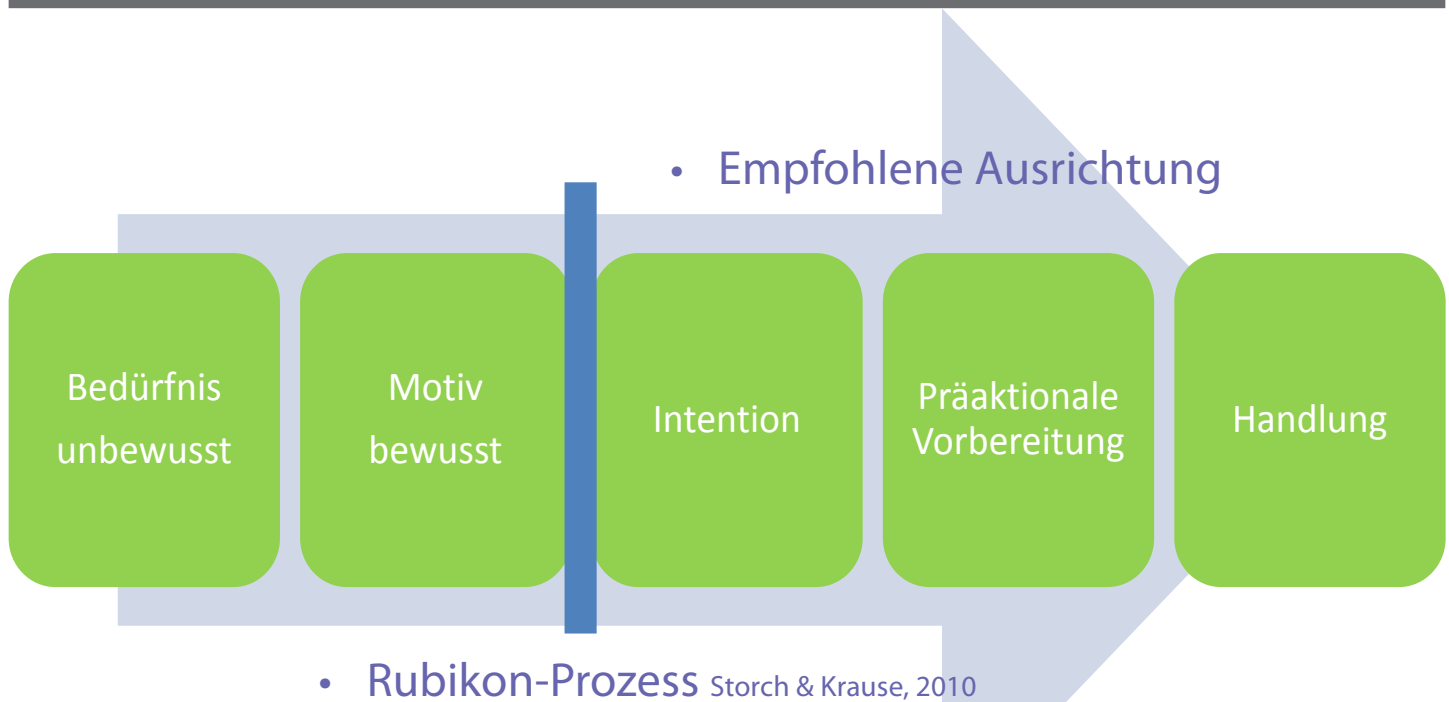 • Empfohlene Ausrichtung
Bedürfnis
unbewusst
Motiv
bewusst
Intention
Präaktionale
Vorbereitung
Handlung
• Rubikon-Prozess Storch & Krause, 2010